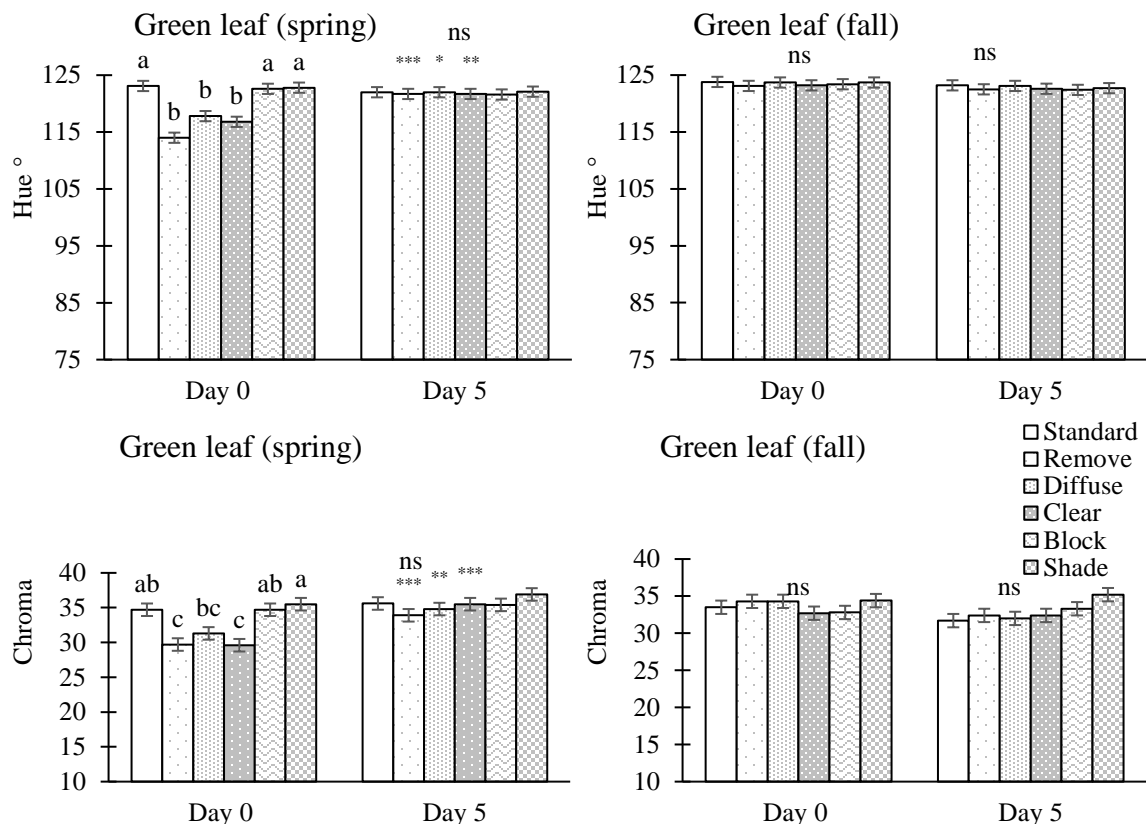 Green leaf (spring)
ns
a b b b a a
*** * **
125
115
105
95
85
75
Hue °
Day 0 Day 5
Green leaf (fall)
ns ns
125
115
105
95
85
75
Hue °
Day 0 Day 5
Green leaf (spring)
ab c bc c ab a
ns
*** ** ***
40
35
30
25
20
15
10
Chroma
Day 0 Day 5
Green leaf (fall)
Standard
Remove
Diffuse
Clear
Block
Shade
ns ns
40
35
30
25
20
15
10
Chroma
Day 0 Day 5